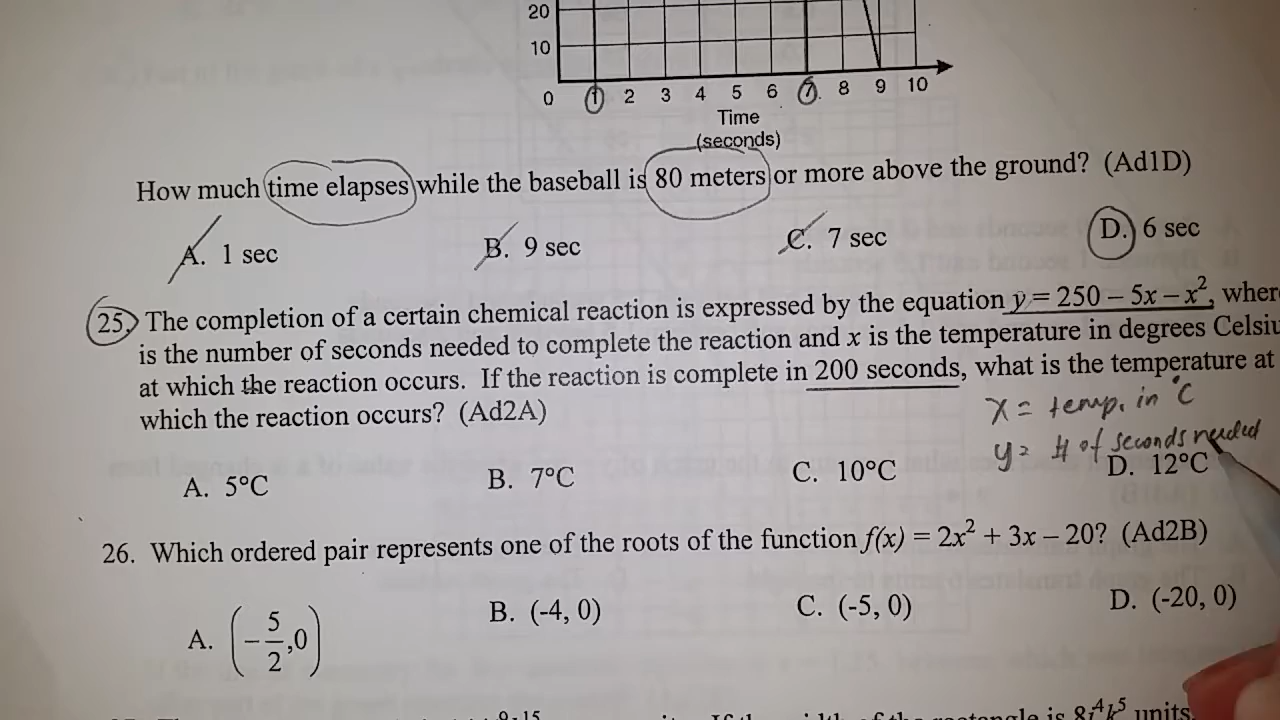 20
10
0 1 2 3 4 5 6 7 8 9 10
Time
(seconds)
How much time elapses while the baseball is 80 meters or more above the ground? (Ad1D)
A. 1 sec B. 9 sec C. 7 sec D. 6 sec
25. The completion of a certain chemical reaction is expressed by the equation y = 250 – 5x – x², wher
is the number of seconds needed to complete the reaction and x is the temperature in degrees Celsiu
at which the reaction occurs. If the reaction is complete in 200 seconds, what is the temperature at
which the reaction occurs? (Ad2A)
x = temp. in °C
y = # of seconds needed
A. 5°C B. 7°C C. 10°C D. 12°C
26. Which ordered pair represents one of the roots of the function f(x) = 2x² + 3x – 20? (Ad2B)
A. (-5/2,0) B. (-4, 0) C. (-5, 0) D. (-20, 0)
is 8r⁴k⁵ units.